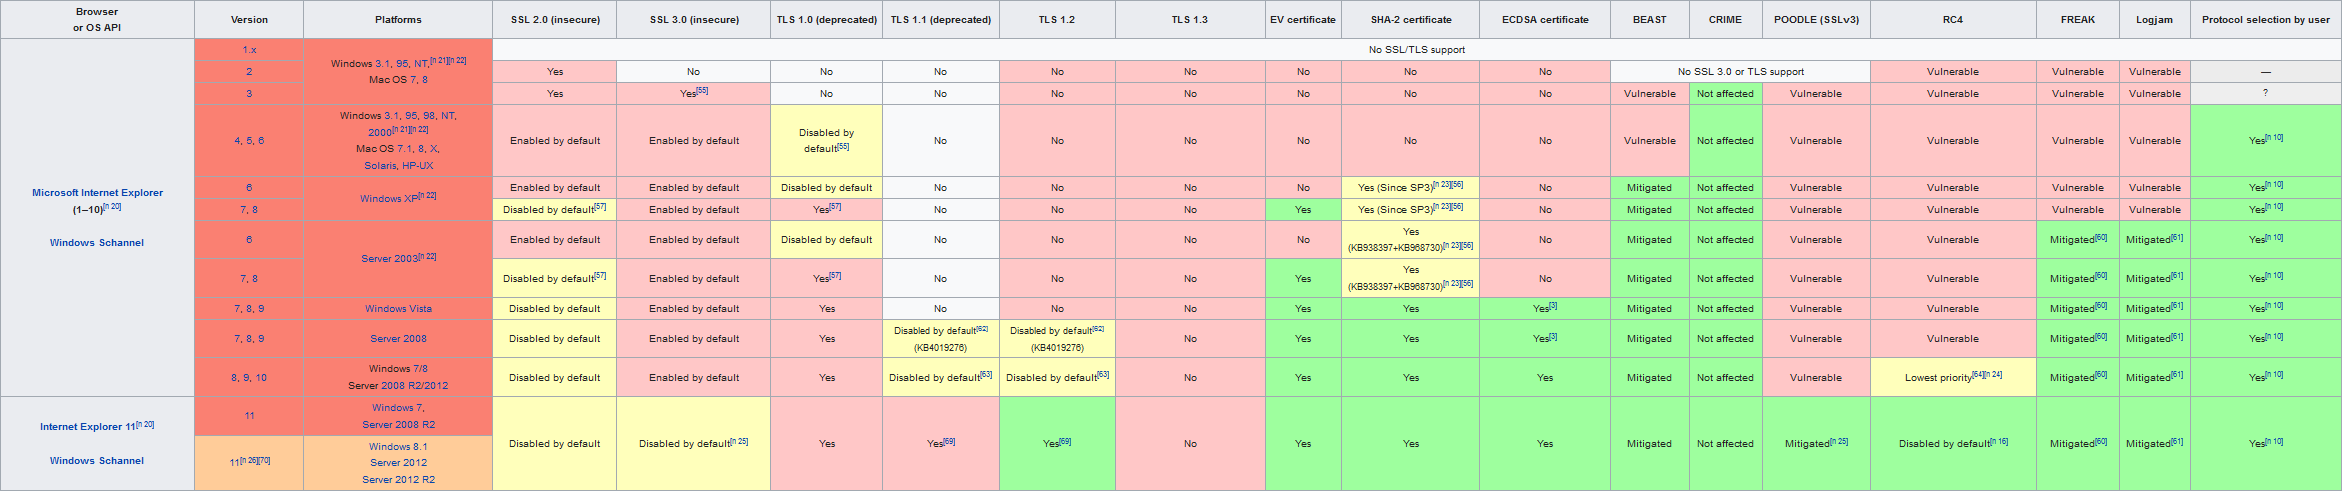 Browser
or OS API
Version
Platforms
SSL 2.0 (insecure)
SSL 3.0 (insecure)
TLS 1.0 (deprecated)
TLS 1.1 (deprecated)
TLS 1.2
TLS 1.3
EV certificate
SHA-2 certificate
ECDSA certificate
BEAST
CRIME
POODLE (SSLv3)
RC4
FREAK
Logjam
Protocol selection by user
Microsoft Internet Explorer
(1–10)[n 20]
Windows Schannel
1.x
Windows 3.1, 95, NT,[n 21][n 22]
Mac OS 7, 8
No SSL/TLS support
2
Yes
No
No
No
No
No
No
No
No
No SSL 3.0 or TLS support
Vulnerable
Vulnerable
Vulnerable
—
3
Yes
Yes[55]
No
No
No
No
No
No
No
Vulnerable
Not affected
Vulnerable
Vulnerable
Vulnerable
Vulnerable
?
4, 5, 6
Windows 3.1, 95, 98, NT,
2000[n 21][n 22]
Mac OS 7.1, 8, X,
Solaris, HP-UX
Enabled by default
Enabled by default
Disabled by
default[55]
No
No
No
No
No
No
Vulnerable
Not affected
Vulnerable
Vulnerable
Vulnerable
Vulnerable
Yes[n 10]
6
Windows XP[n 22]
Enabled by default
Enabled by default
Disabled by default
No
No
No
No
Yes (Since SP3)[n 23][56]
No
Mitigated
Not affected
Vulnerable
Vulnerable
Vulnerable
Vulnerable
Yes[n 10]
7, 8
Disabled by default[57]
Enabled by default
Yes[57]
No
No
No
Yes
Yes (Since SP3)[n 23][56]
No
Mitigated
Not affected
Vulnerable
Vulnerable
Vulnerable
Vulnerable
Yes[n 10]
6
Server 2003[n 22]
Enabled by default
Enabled by default
Disabled by default
No
No
No
No
Yes
(KB938397+KB968730)[n 23][56]
No
Mitigated
Not affected
Vulnerable
Vulnerable
Mitigated[60]
Mitigated[61]
Yes[n 10]
7, 8
Disabled by default[57]
Enabled by default
Yes[57]
No
No
No
Yes
Yes
(KB938397+KB968730)[n 23][56]
No
Mitigated
Not affected
Vulnerable
Vulnerable
Mitigated[60]
Mitigated[61]
Yes[n 10]
7, 8, 9
Windows Vista
Disabled by default
Enabled by default
Yes
No
No
No
Yes
Yes
Yes[3]
Mitigated
Not affected
Vulnerable
Vulnerable
Mitigated[60]
Mitigated[61]
Yes[n 10]
7, 8, 9
Server 2008
Disabled by default
Enabled by default
Yes
Disabled by default[62]
(KB4019276)
Disabled by default[62]
(KB4019276)
No
Yes
Yes
Yes[3]
Mitigated
Not affected
Vulnerable
Vulnerable
Mitigated[60]
Mitigated[61]
Yes[n 10]
8, 9, 10
Windows 7/8
Server 2008 R2/2012
Disabled by default
Enabled by default
Yes
Disabled by default[63]
Disabled by default[63]
No
Yes
Yes
Yes
Mitigated
Not affected
Vulnerable
Lowest priority[64][n 24]
Mitigated[60]
Mitigated[61]
Yes[n 10]
Internet Explorer 11[n 20]
Windows Schannel
11
Windows 7,
Server 2008 R2
Disabled by default
Disabled by default[n 25]
Yes
Yes[69]
Yes[69]
No
Yes
Yes
Yes
Mitigated
Not affected
Mitigated[n 25]
Disabled by default[n 16]
Mitigated[60]
Mitigated[61]
Yes[n 10]
11[n 26][70]
Windows 8.1
Server 2012
Server 2012 R2